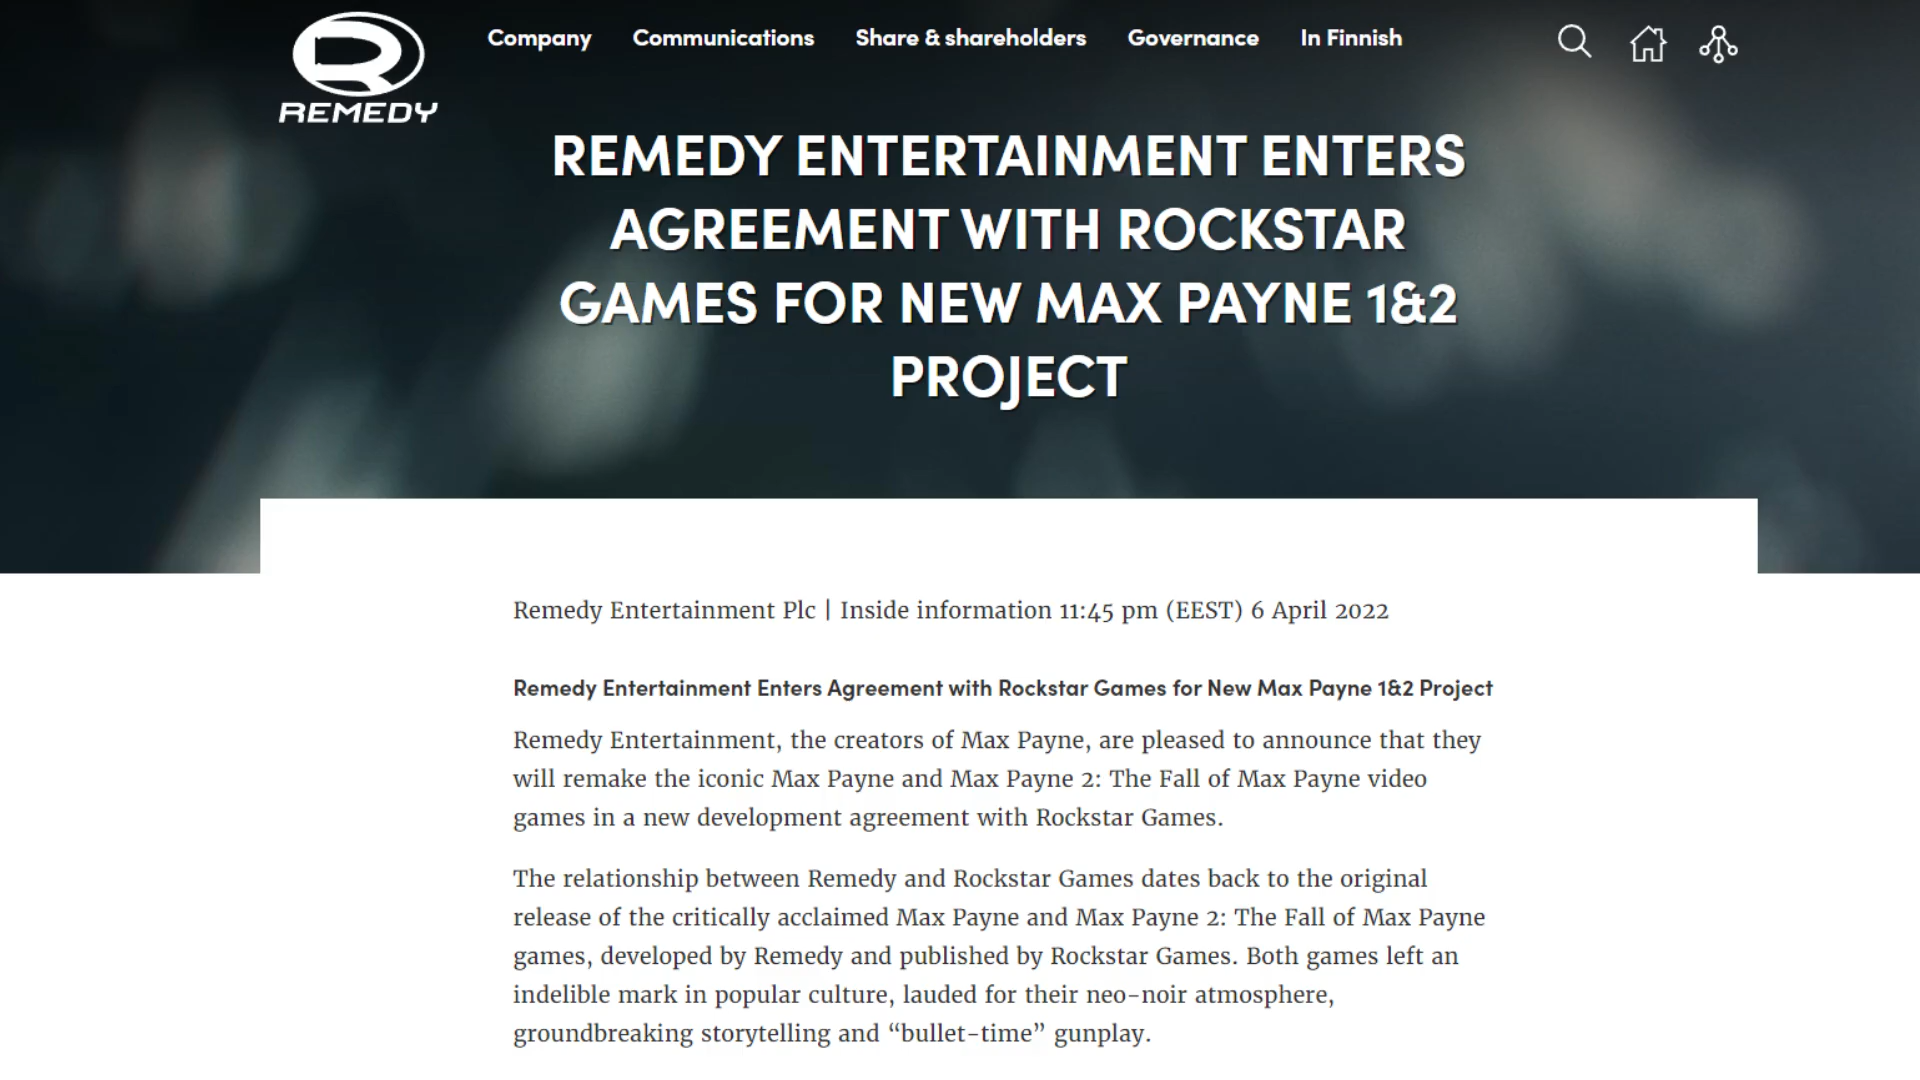 REMEDY
Company Communications Share & shareholders Governance In Finnish
REMEDY ENTERTAINMENT ENTERS
AGREEMENT WITH ROCKSTAR
GAMES FOR NEW MAX PAYNE 1&2
PROJECT
Remedy Entertainment Plc | Inside information 11:45 pm (EEST) 6 April 2022
Remedy Entertainment Enters Agreement with Rockstar Games for New Max Payne 1&2 Project
Remedy Entertainment, the creators of Max Payne, are pleased to announce that they
will remake the iconic Max Payne and Max Payne 2: The Fall of Max Payne video
games in a new development agreement with Rockstar Games.
The relationship between Remedy and Rockstar Games dates back to the original
release of the critically acclaimed Max Payne and Max Payne 2: The Fall of Max Payne
games, developed by Remedy and published by Rockstar Games. Both games left an
indelible mark in popular culture, lauded for their neo-noir atmosphere,
groundbreaking storytelling and “bullet-time” gunplay.